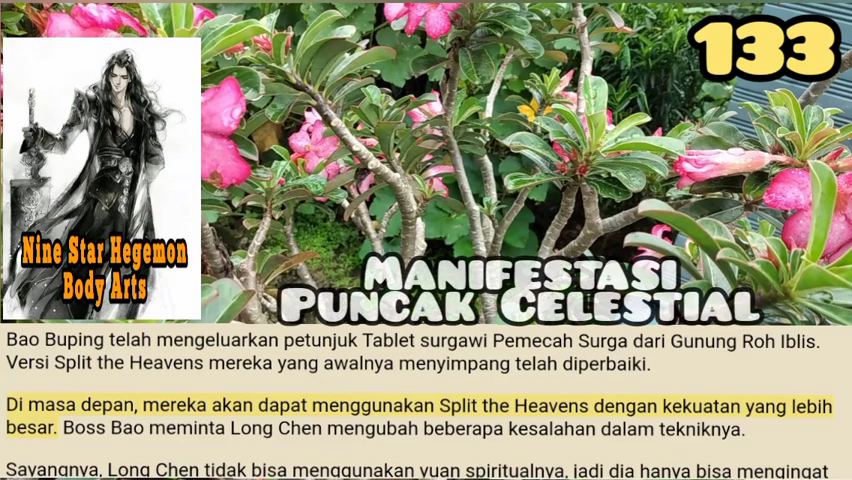 133
Nine Star Hegemon
Body Arts
Manifestasi
Puncak Celestial
Bao Buping telah mengeluarkan petunjuk Tablet surgawi Pemecah Surga dari Gunung Roh Iblis.
Versi Split the Heavens mereka yang awalnya menyimpang telah diperbaiki.
Di masa depan, mereka akan dapat menggunakan Split the Heavens dengan kekuatan yang lebih
besar. Boss Bao meminta Long Chen mengubah beberapa kesalahan dalam tekniknya.
Sayangnya, Long Chen tidak bisa menggunakan yuan spiritualnya, jadi dia hanya bisa mengingat